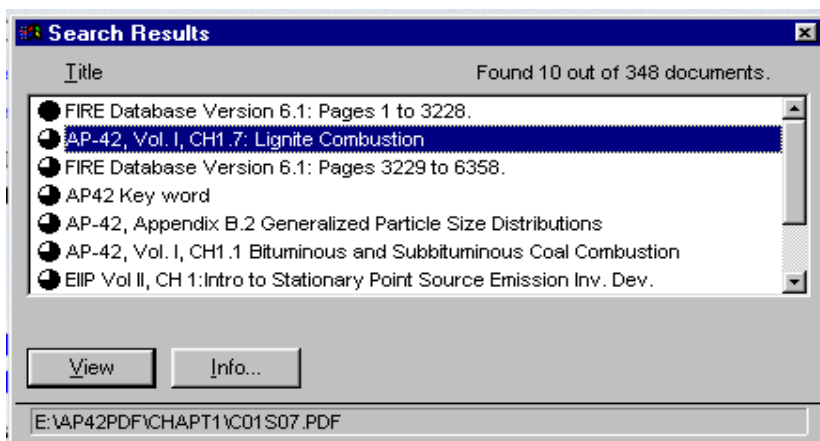 Search Results
Title Found 10 out of 348 documents.
FIRE Database Version 6.1: Pages 1 to 3228.
AP-42, Vol. I, CH1.7: Lignite Combustion
FIRE Database Version 6.1: Pages 3229 to 6358.
AP42 Key word
AP-42, Appendix B.2 Generalized Particle Size Distributions
AP-42, Vol. I, CH1.1 Bituminous and Subbituminous Coal Combustion
EIIP Vol II, CH 1:Intro to Stationary Point Source Emission Inv. Dev.
View Info...
E:\AP42PDF\CHAPT1\C01S07.PDF